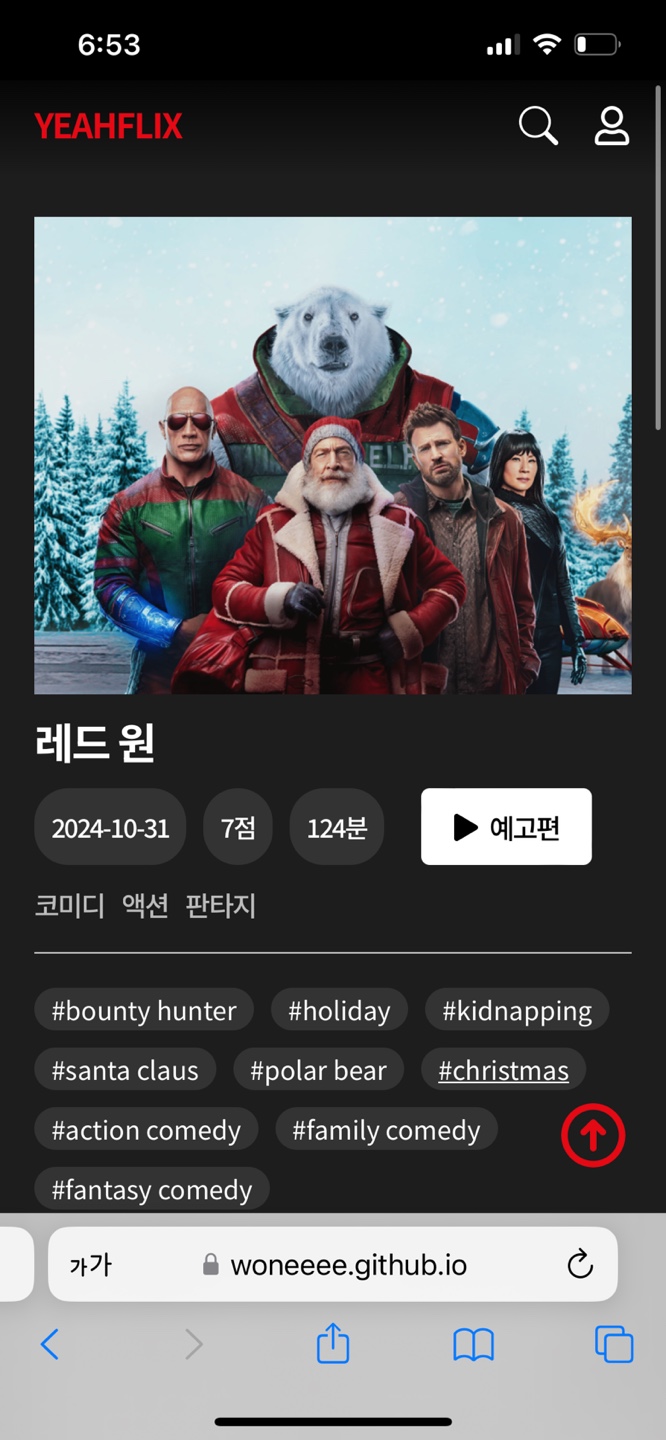 6:53
YEAHFLIX
ELF
레드 원
2024-10-31 7점 124분 예고편
코미디 액션 판타지
#bounty hunter #holiday #kidnapping
#santa claus #polar bear #christmas
#action comedy #family comedy
#fantasy comedy
가가 woneeee.github.io